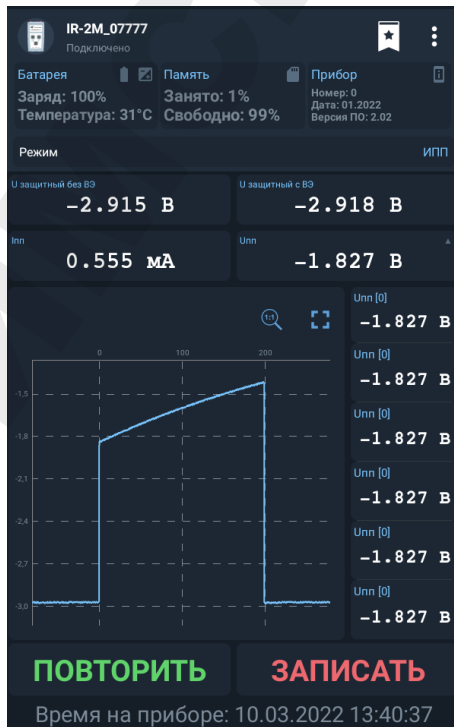 IR-2M_07777
Подключено
Батарея
Заряд: 100%
Температура: 31°C
Память
Занято: 1%
Свободно: 99%
Прибор
Номер: 0
Дата: 01.2022
Версия ПО: 2.02
Режим
ИПП
U защитный без ВЭ
-2.915 В
U защитный с ВЭ
-2.918 В
Iпп
0.555 мА
Uпп
-1.827 В
1:1
0 100 200
-1,5
-1,8
-2,1
-2,4
-2,7
-3,0
Uпп [0]
-1.827 В
Uпп [0]
-1.827 В
Uпп [0]
-1.827 В
Uпп [0]
-1.827 В
Uпп [0]
-1.827 В
Uпп [0]
-1.827 В
ПОВТОРИТЬ
ЗАПИСАТЬ
Время на приборе: 10.03.2022 13:40:37